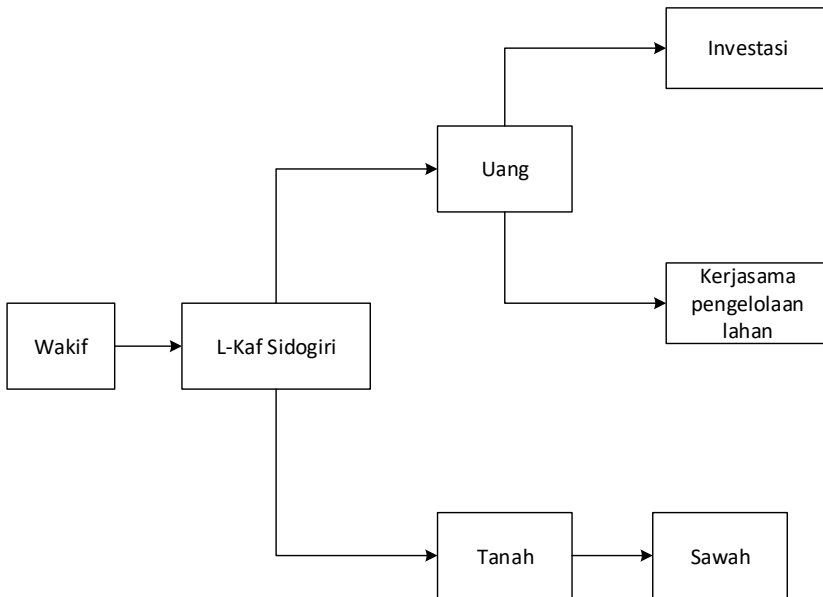 Investasi
Uang
Kerjasama
pengelolaan
lahan
Wakif
L-Kaf Sidogiri
Tanah
Sawah